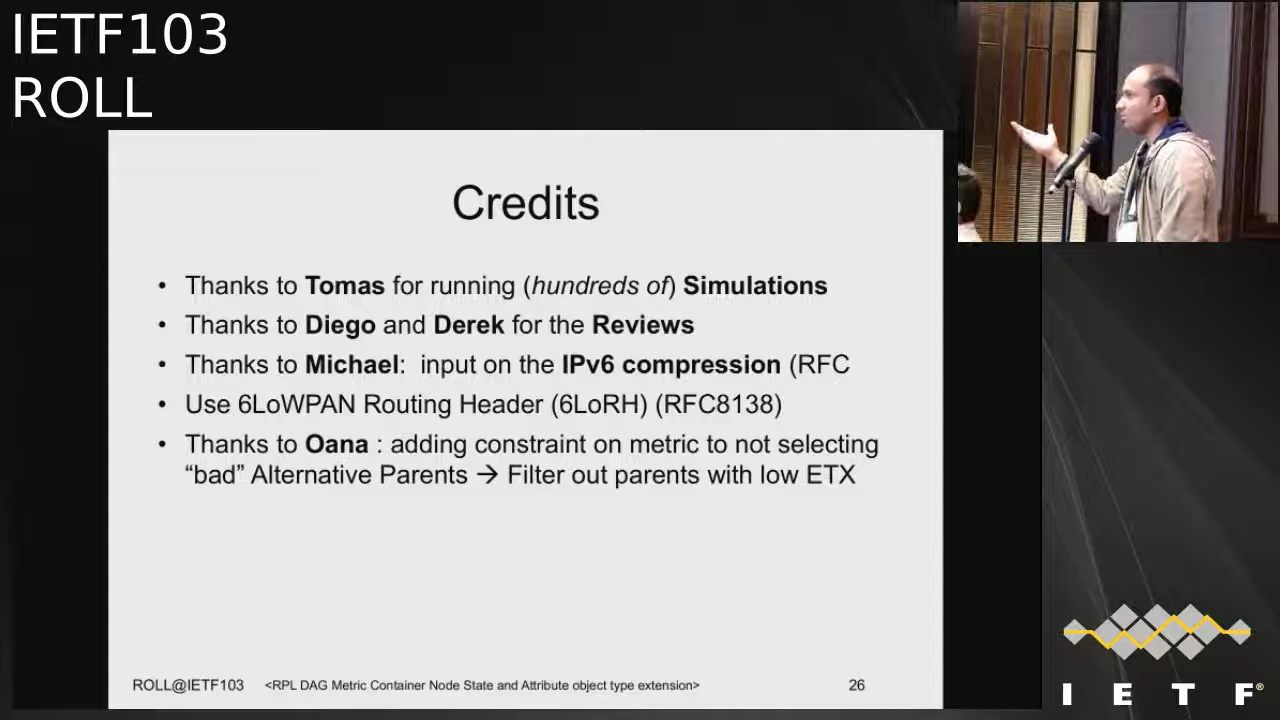 IETF103
ROLL
Credits
• Thanks to Tomas for running (hundreds of) Simulations
• Thanks to Diego and Derek for the Reviews
• Thanks to Michael:  input on the IPv6 compression (RFC
• Use 6LoWPAN Routing Header (6LoRH) (RFC8138)
• Thanks to Oana : adding constraint on metric to not selecting
“bad” Alternative Parents → Filter out parents with low ETX
ROLL@IETF103 <RPL DAG Metric Container Node State and Attribute object type extension> 26
I E T F®